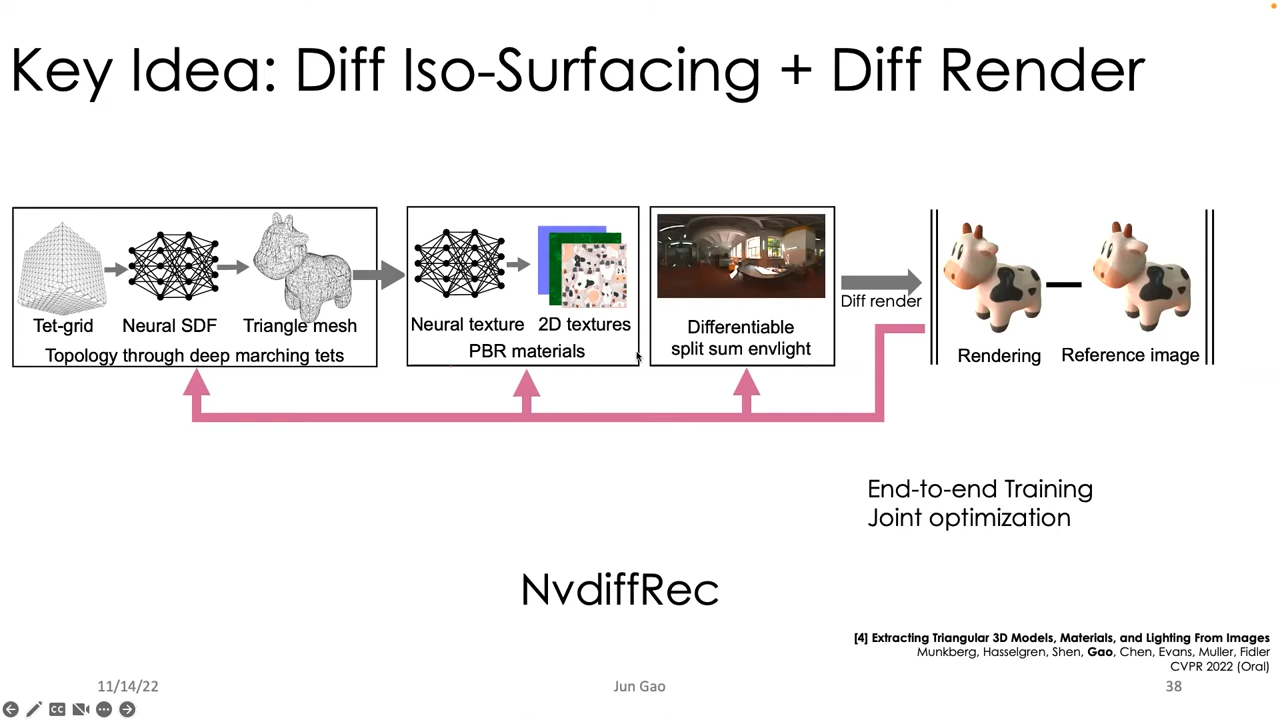 Key Idea: Diff Iso-Surfacing + Diff Render
Tet-grid
Neural SDF
Triangle mesh
Topology through deep marching tets
Neural texture
2D textures
PBR materials
Differentiable
split sum envlight
Diff render
Rendering
Reference image
End-to-end Training
Joint optimization
NvdiffRec
[4] Extracting Triangular 3D Models, Materials, and Lighting From Images
Munkberg, Hasselgren, Shen, Gao, Chen, Evans, Muller, Fidler
CVPR 2022 (Oral)
11/14/22
Jun Gao
38
CC